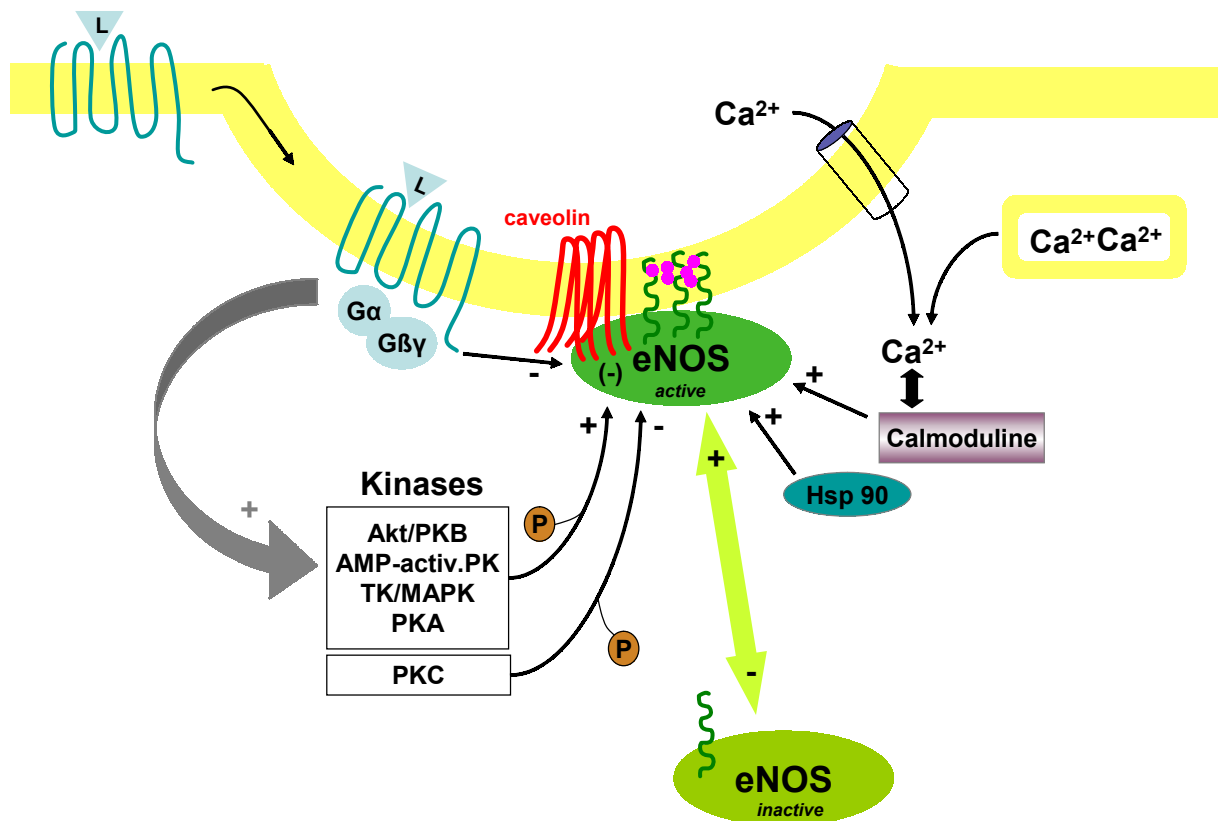 L
Ca²⁺
L
caveolin
Ca²⁺Ca²⁺
Gα
Gßγ
-
(-)
eNOS
active
+
Ca²⁺
+
-
+
Calmoduline
+
Hsp 90
Kinases
+
P
Akt/PKB
AMP-activ.PK
TK/MAPK
PKA
P
PKC
-
eNOS
inactive